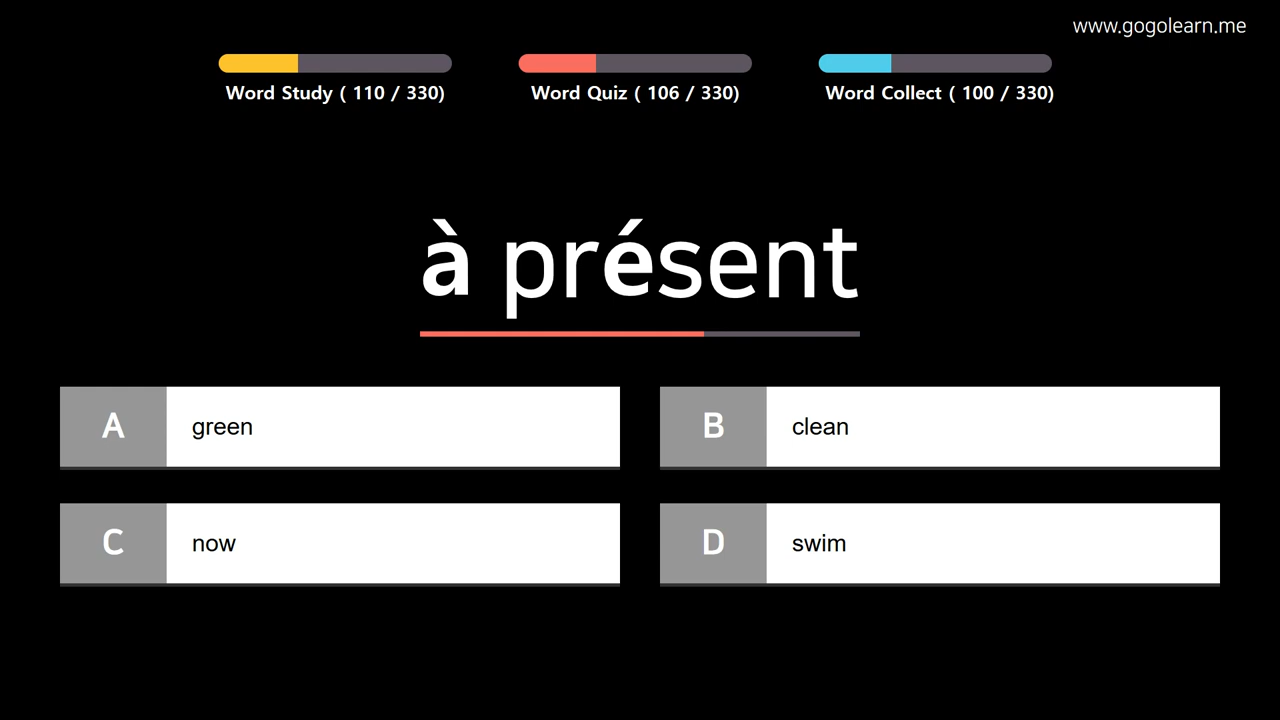 www.gogolearn.me
Word Study ( 110 / 330)
Word Quiz ( 106 / 330)
Word Collect ( 100 / 330)
à présent
A green
B clean
C now
D swim